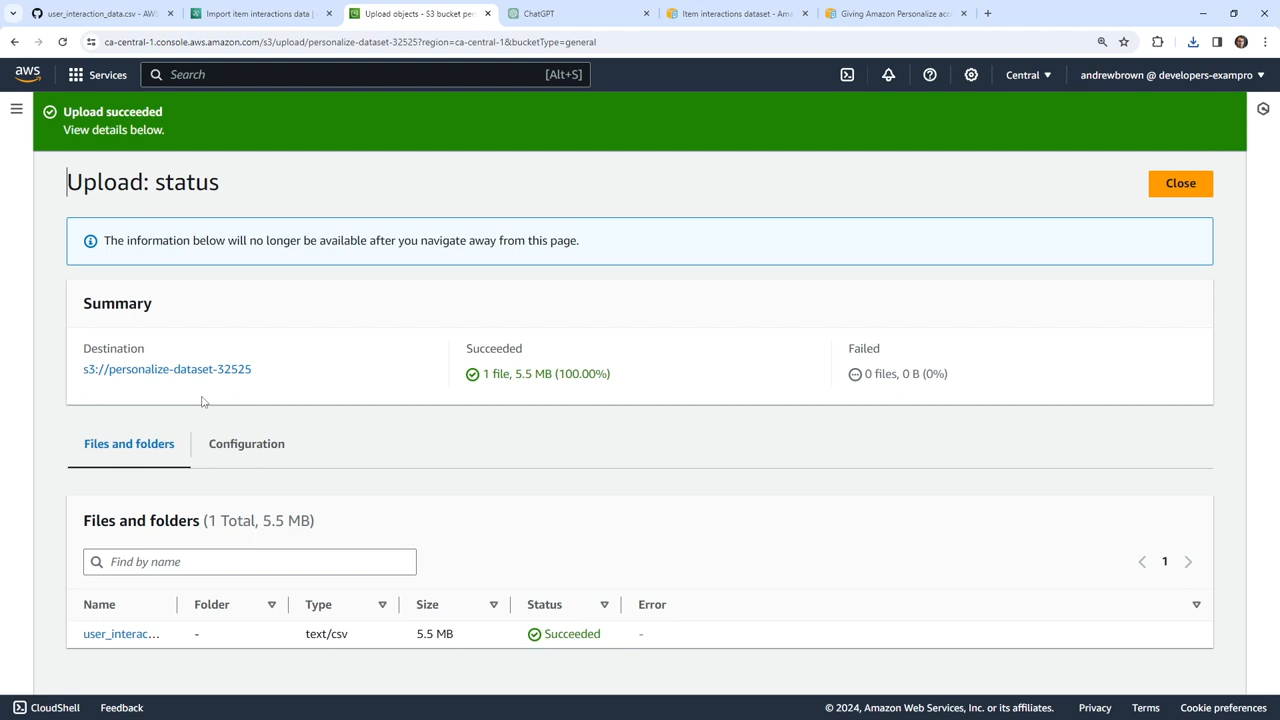 user_interaction_data.csv - AWS
Import item interactions data |
Upload objects - S3 bucket per
ChatGPT
Item interactions dataset - Ama
Giving Amazon Personalize acc
ca-central-1.console.aws.amazon.com/s3/upload/personalize-dataset-32525?region=ca-central-1&bucketType=general
aws
Services
Search
[Alt+S]
Central
andrewbrown @ developers-exampro
Upload succeeded
View details below.
Upload: status
Close
The information below will no longer be available after you navigate away from this page.
Summary
Destination
Succeeded
Failed
s3://personalize-dataset-32525
1 file, 5.5 MB (100.00%)
0 files, 0 B (0%)
Files and folders
Configuration
Files and folders (1 Total, 5.5 MB)
Find by name
1
Name
Folder
Type
Size
Status
Error
user_interac...
-
text/csv
5.5 MB
Succeeded
-
CloudShell
Feedback
© 2024, Amazon Web Services, Inc. or its affiliates.
Privacy
Terms
Cookie preferences